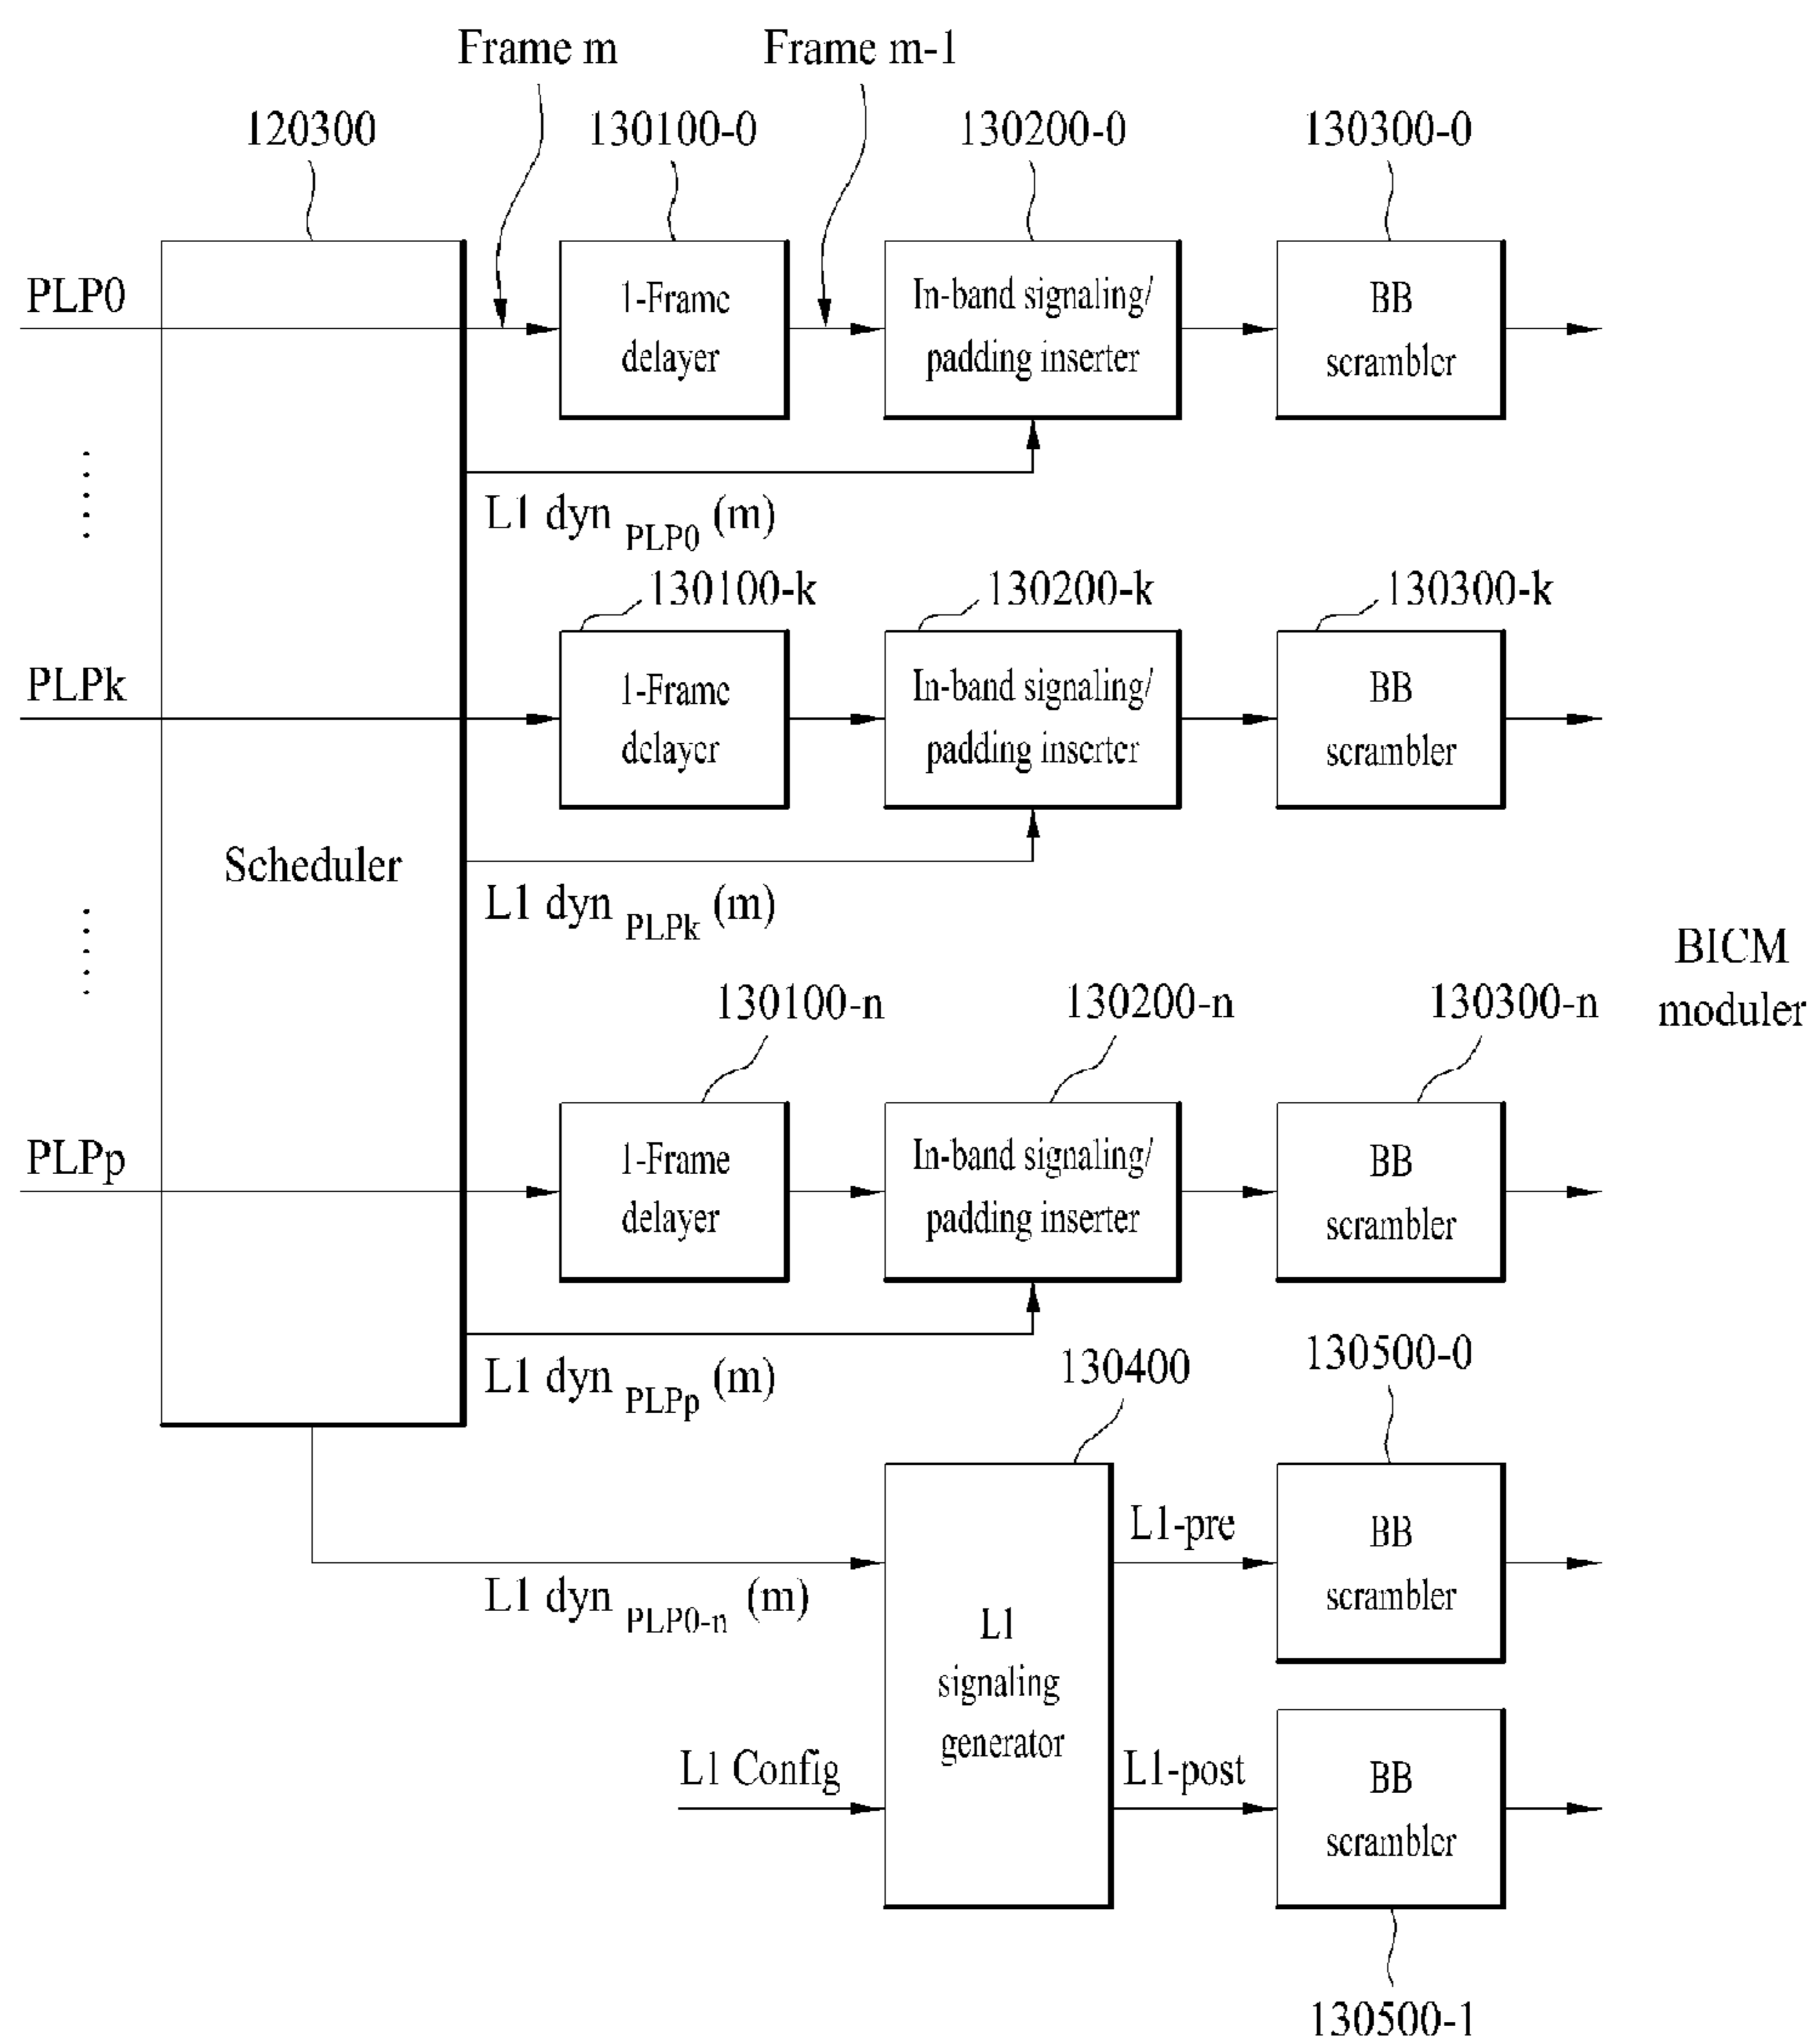 Frame m
Frame m-1
120300
130100-0
130200-0
130300-0
PLP0
1-Frame
delayer
In-band signaling/
padding inserter
BB
scrambler
L1 dyn PLP0 (m)
130100-k
130200-k
130300-k
PLPk
1-Frame
delayer
In-band signaling/
padding inserter
BB
scrambler
Scheduler
L1 dyn PLPk (m)
BICM
moduler
130100-n
130200-n
130300-n
PLPp
1-Frame
delayer
In-band signaling/
padding inserter
BB
scrambler
L1 dyn PLPp (m)
130400
130500-0
L1-pre
BB
scrambler
L1 dyn PLP0-n (m)
L1
signaling
generator
L1 Config
L1-post
BB
scrambler
130500-1